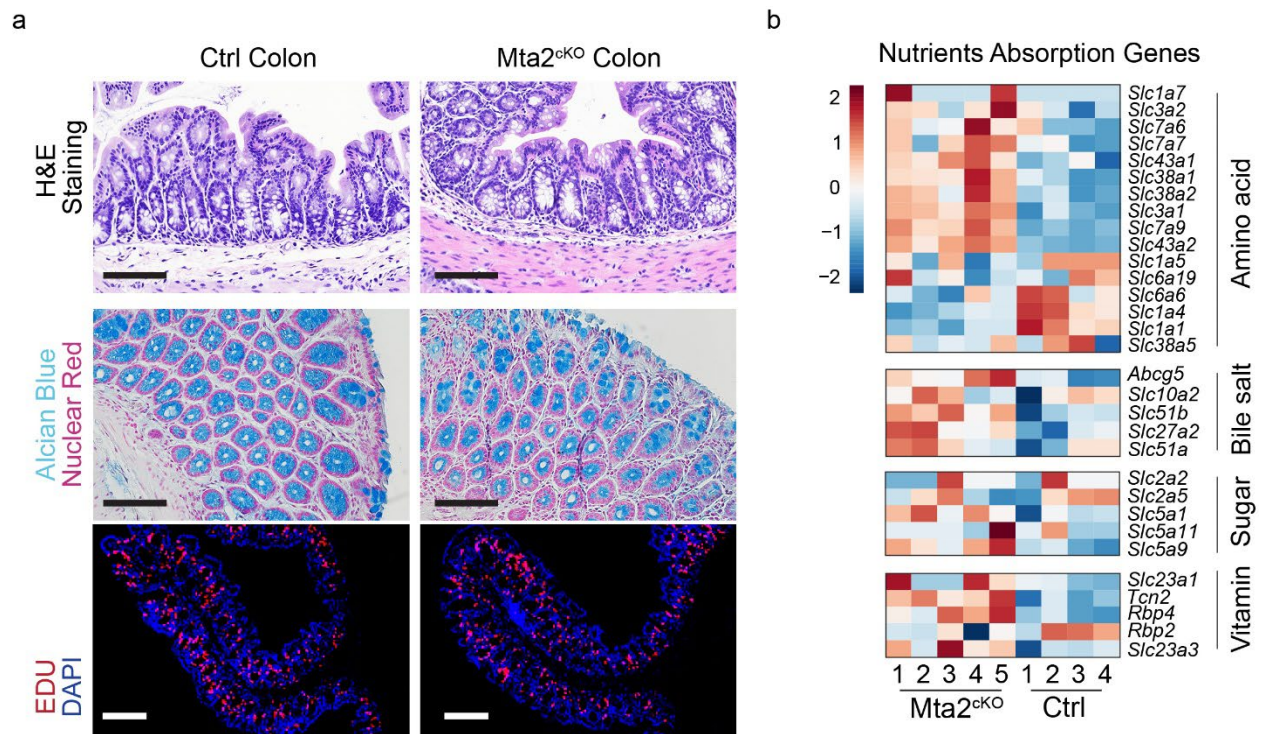 a
Ctrl Colon
Mta2cKO Colon
H&E
Staining
Alcian Blue
Nuclear Red
EDU
DAPI
b
Nutrients Absorption Genes
2
1
0
−1
−2
Slc1a7
Slc3a2
Slc7a6
Slc7a7
Slc43a1
Slc38a1
Slc38a2
Slc3a1
Slc7a9
Slc43a2
Slc1a5
Slc6a19
Slc6a6
Slc1a4
Slc1a1
Slc38a5
Amino acid
Abcg5
Slc10a2
Slc51b
Slc27a2
Slc51a
Bile salt
Slc2a2
Slc2a5
Slc5a1
Slc5a11
Slc5a9
Sugar
Slc23a1
Tcn2
Rbp4
Rbp2
Slc23a3
Vitamin
1 2 3 4 5 1 2 3 4
Mta2cKO Ctrl